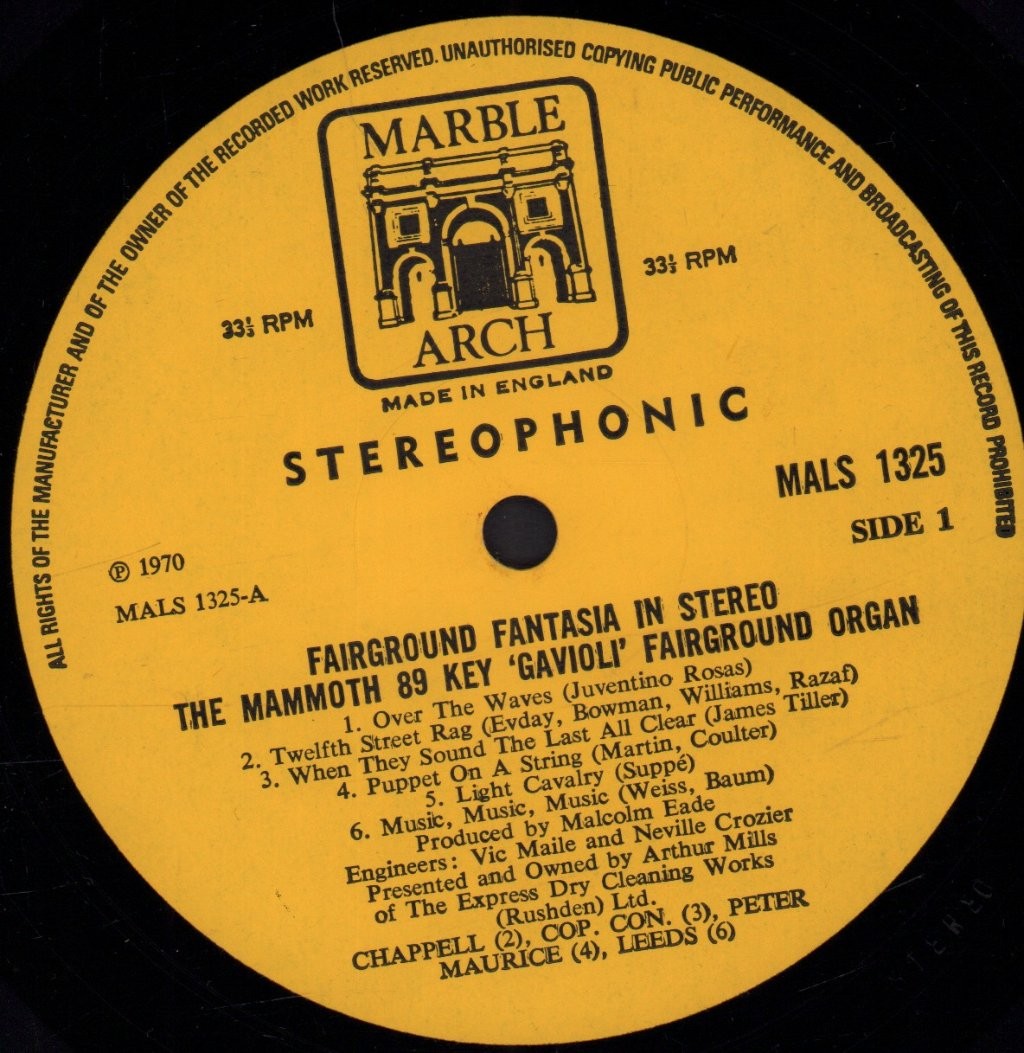 ALL RIGHTS OF THE MANUFACTURER AND OF THE OWNER OF THE RECORDED WORK RESERVED. UNAUTHORISED COPYING PUBLIC PERFORMANCE AND BROADCASTING OF THIS RECORD PROHIBITED
MARBLE
ARCH
33⅓ RPM
33⅓ RPM
MADE IN ENGLAND
STEREOPHONIC
MALS 1325
SIDE 1
℗ 1970
MALS 1325-A
FAIRGROUND FANTASIA IN STEREO
THE MAMMOTH 89 KEY ‘GAVIOLI’ FAIRGROUND ORGAN
1. Over The Waves (Juventino Rosas)
2. Twelfth Street Rag (Evday, Bowman, Williams, Razaf)
3. When They Sound The Last All Clear (James Tiller)
4. Puppet On A String (Martin, Coulter)
5. Light Cavalry (Suppé)
6. Music, Music, Music (Weiss, Baum)
Produced by Malcolm Eade
Engineers: Vic Maile and Neville Crozier
Presented and Owned by Arthur Mills
of The Express Dry Cleaning Works
(Rushden) Ltd.
CHAPPELL (2), COP. CON. (3), PETER
MAURICE (4), LEEDS (6)